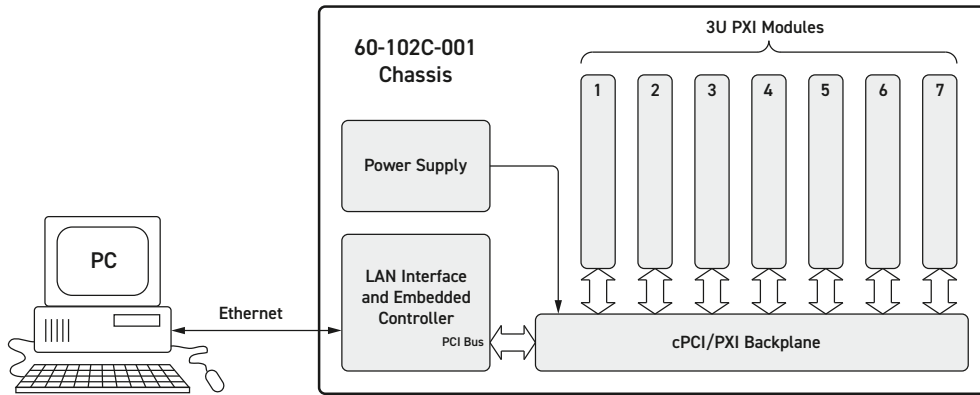 60-102C-001
Chassis
3U PXI Modules
1 2 3 4 5 6 7
Power Supply
PC
LAN Interface
and Embedded
Controller
PCI Bus
Ethernet
cPCI/PXI Backplane